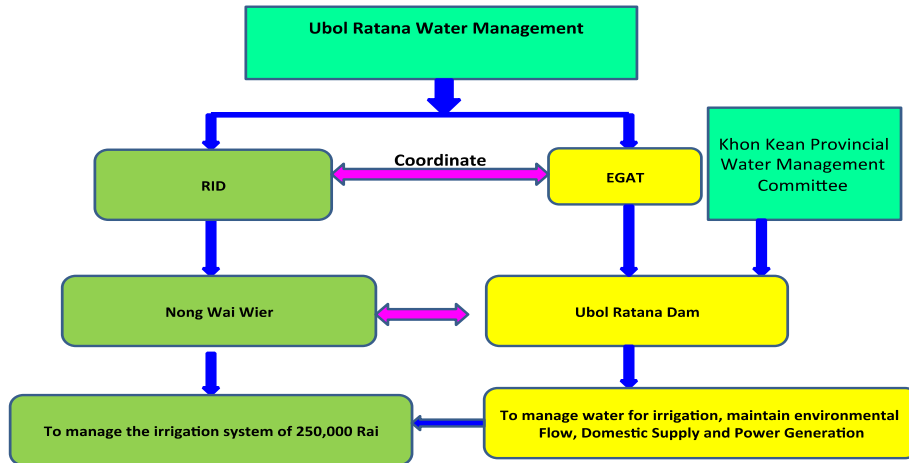 Ubol Ratana Water Management
Khon Kean Provincial
Water Management
Committee
Coordinate
RID
EGAT
Nong Wai Wier
Ubol Ratana Dam
To manage the irrigation system of 250,000 Rai
To manage water for irrigation, maintain environmental
Flow, Domestic Supply and Power Generation